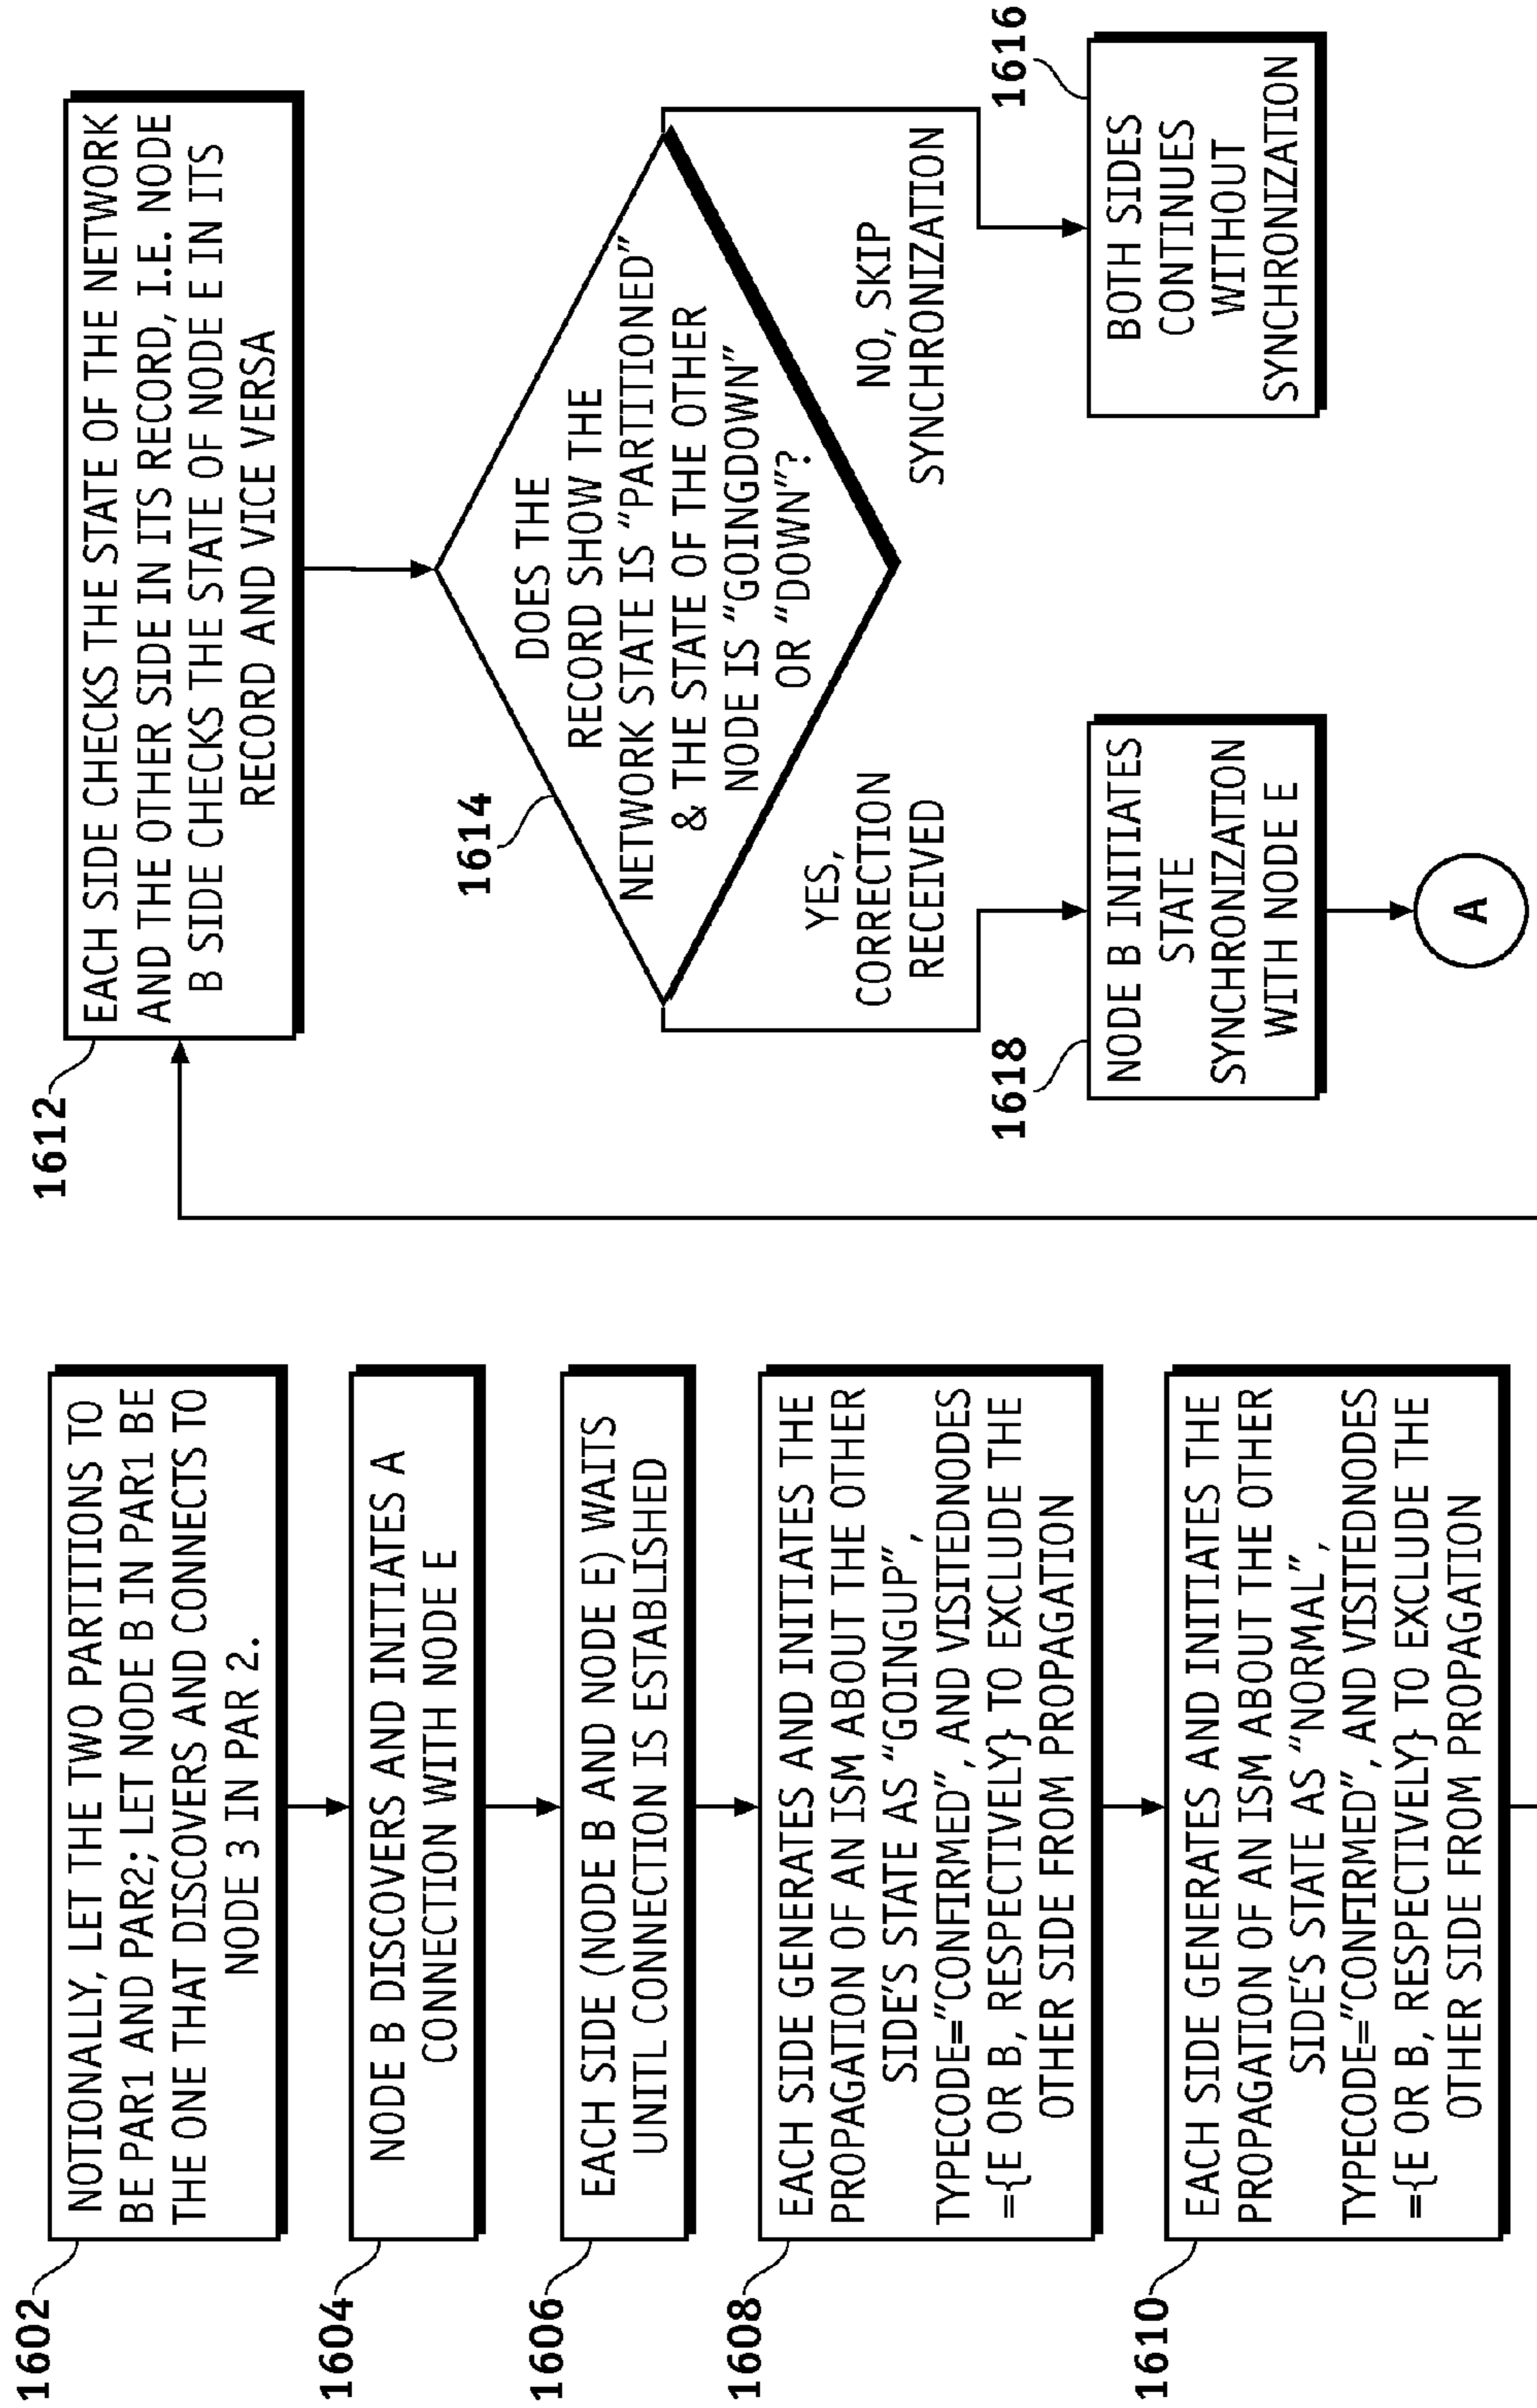 1602
NOTIONALLY, LET THE TWO PARTITIONS TO
BE PAR1 AND PAR2; LET NODE B IN PAR1 BE
THE ONE THAT DISCOVERS AND CONNECTS TO
NODE 3 IN PAR 2.
1604
NODE B DISCOVERS AND INITIATES A
CONNECTION WITH NODE E
1606
EACH SIDE (NODE B AND NODE E) WAITS
UNITL CONNECTION IS ESTABLISHED
1608
EACH SIDE GENERATES AND INITIATES THE
PROPAGATION OF AN ISM ABOUT THE OTHER
SIDE'S STATE AS "GOINGUP",
TYPECODE="CONFIRMED", AND VISITEDNODES
={E OR B, RESPECTIVELY} TO EXCLUDE THE
OTHER SIDE FROM PROPAGATION
1610
EACH SIDE GENERATES AND INITIATES THE
PROPAGATION OF AN ISM ABOUT THE OTHER
SIDE'S STATE AS "NORMAL",
TYPECODE="CONFIRMED", AND VISITEDNODES
={E OR B, RESPECTIVELY} TO EXCLUDE THE
OTHER SIDE FROM PROPAGATION
1612
EACH SIDE CHECKS THE STATE OF THE NETWORK
AND THE OTHER SIDE IN ITS RECORD, I.E. NODE
B SIDE CHECKS THE STATE OF NODE E IN ITS
RECORD AND VICE VERSA
1614
DOES THE
RECORD SHOW THE
NETWORK STATE IS "PARTITIONED"
& THE STATE OF THE OTHER
NODE IS "GOINGDOWN"
OR "DOWN"?
YES,
CORRECTION
RECEIVED
NO, SKIP
SYNCHRONIZATION
1618
NODE B INITIATES
STATE
SYNCHRONIZATION
WITH NODE E
1616
BOTH SIDES
CONTINUES
WITHOUT
SYNCHRONIZATION
A